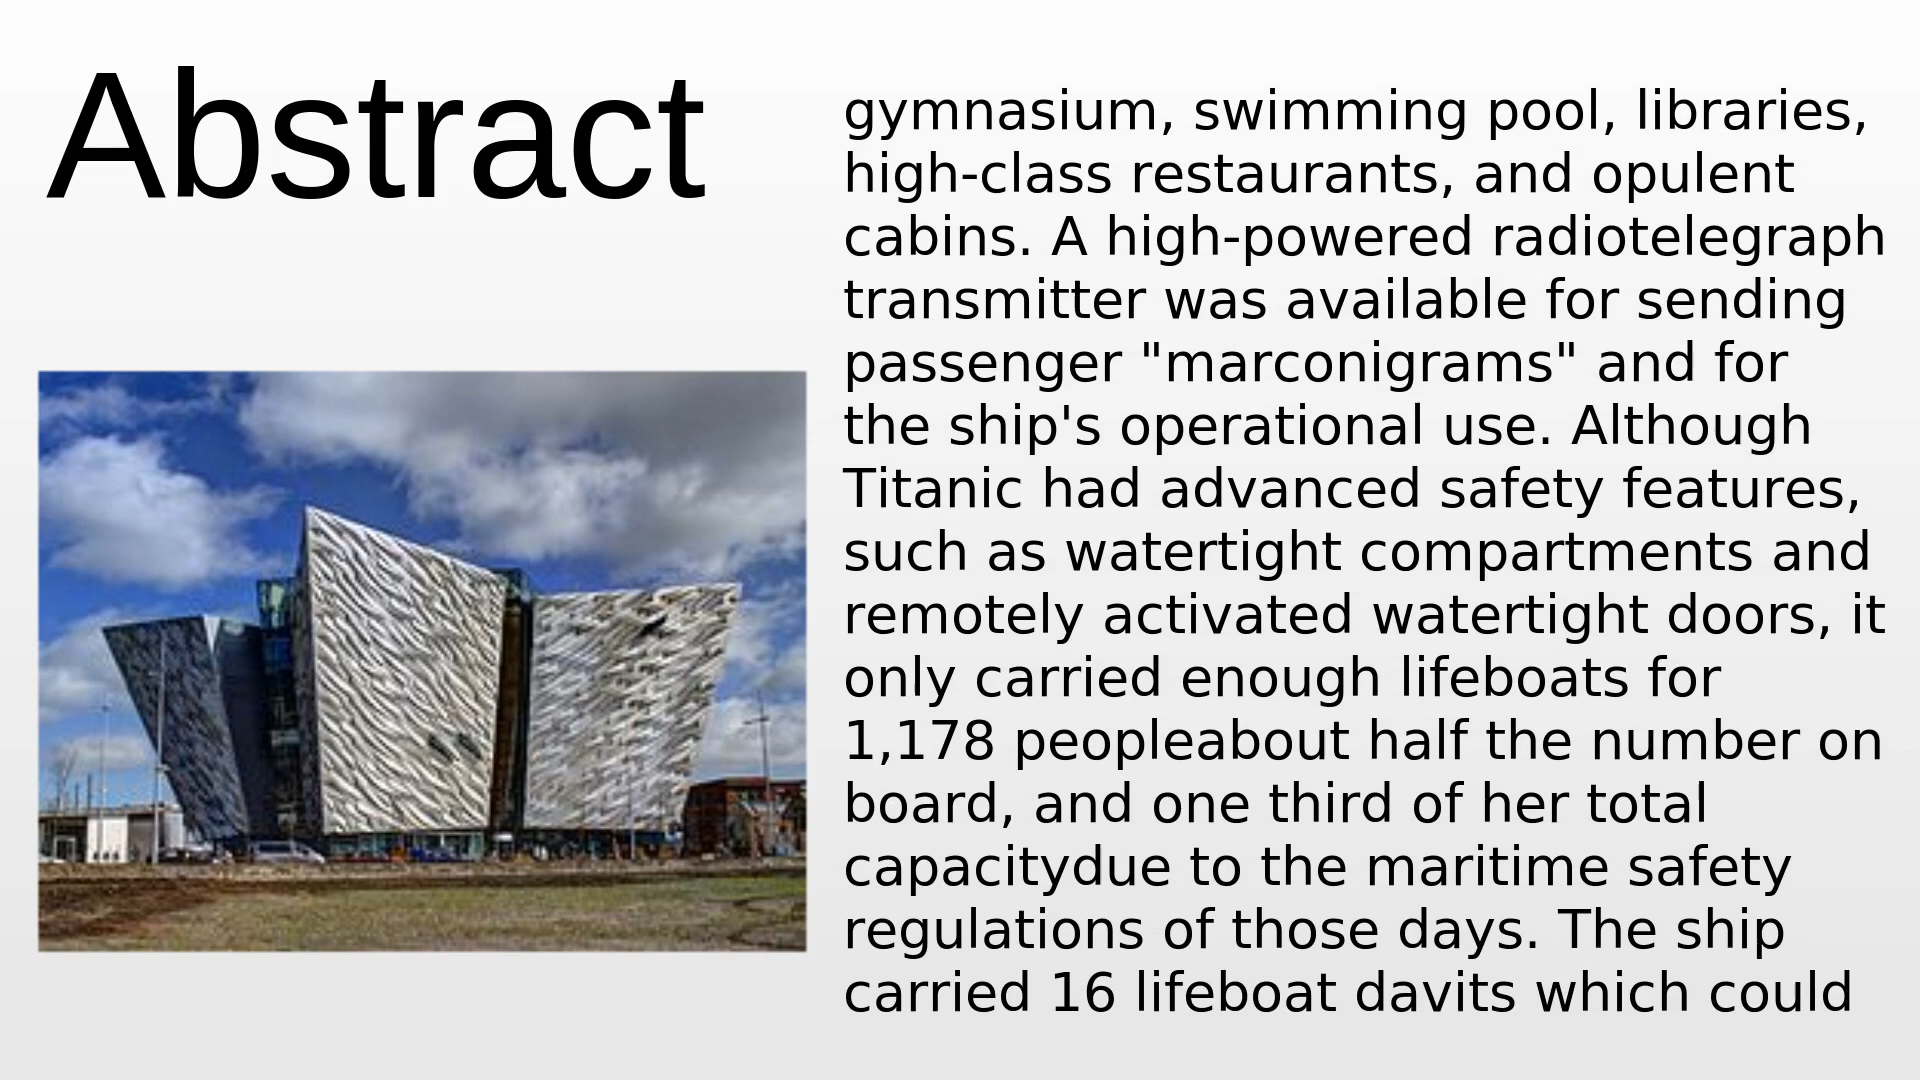 Abstract
gymnasium, swimming pool, libraries,
high-class restaurants, and opulent
cabins. A high-powered radiotelegraph
transmitter was available for sending
passenger "marconigrams" and for
the ship's operational use. Although
Titanic had advanced safety features,
such as watertight compartments and
remotely activated watertight doors, it
only carried enough lifeboats for
1,178 peopleabout half the number on
board, and one third of her total
capacitydue to the maritime safety
regulations of those days. The ship
carried 16 lifeboat davits which could